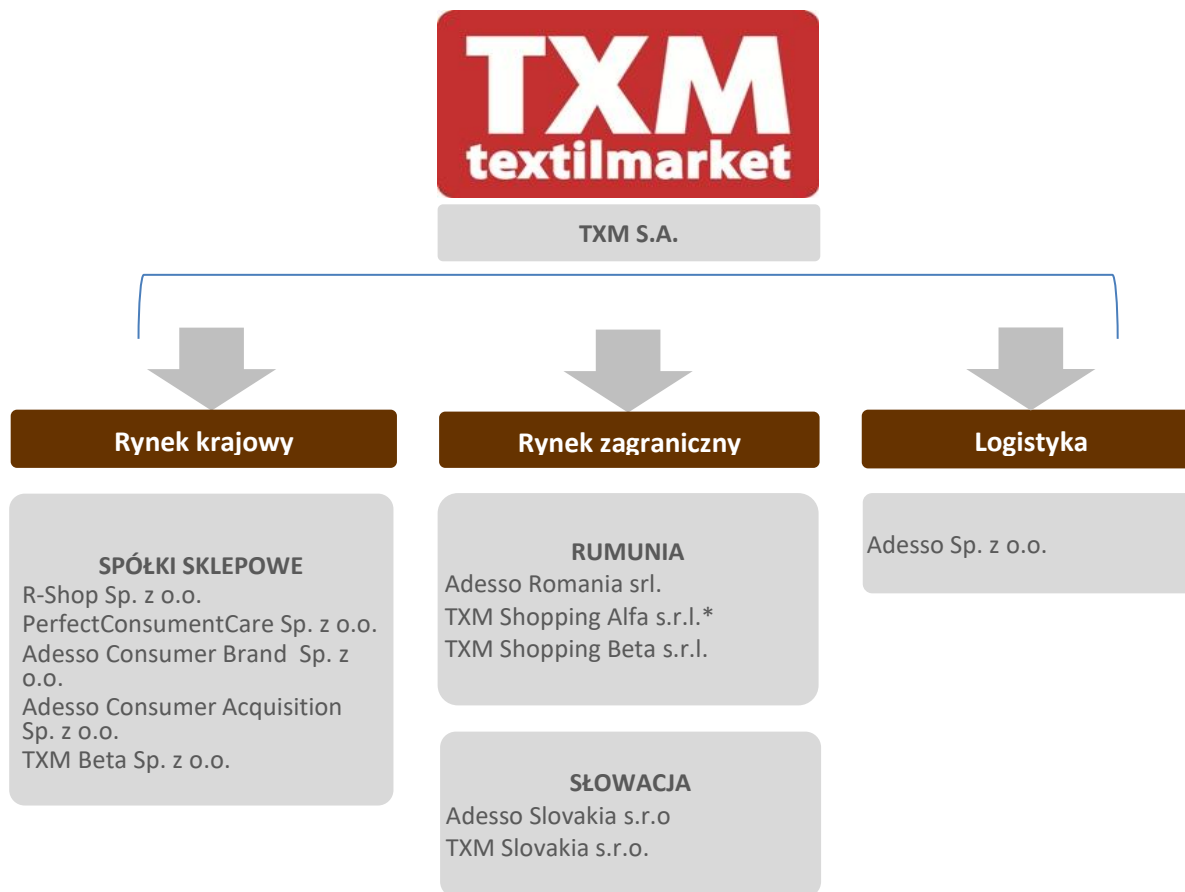 TXM
textilmarket
TXM S.A.
Rynek krajowy
SPÓŁKI SKLEPOWE
R-Shop Sp. z o.o.
PerfectConsumentCare Sp. z o.o.
Adesso Consumer Brand  Sp. z
o.o.
Adesso Consumer Acquisition
Sp. z o.o.
TXM Beta Sp. z o.o.
Rynek zagraniczny
RUMUNIA
Adesso Romania srl.
TXM Shopping Alfa s.r.l.*
TXM Shopping Beta s.r.l.
SŁOWACJA
Adesso Slovakia s.r.o
TXM Slovakia s.r.o.
Logistyka
Adesso Sp. z o.o.